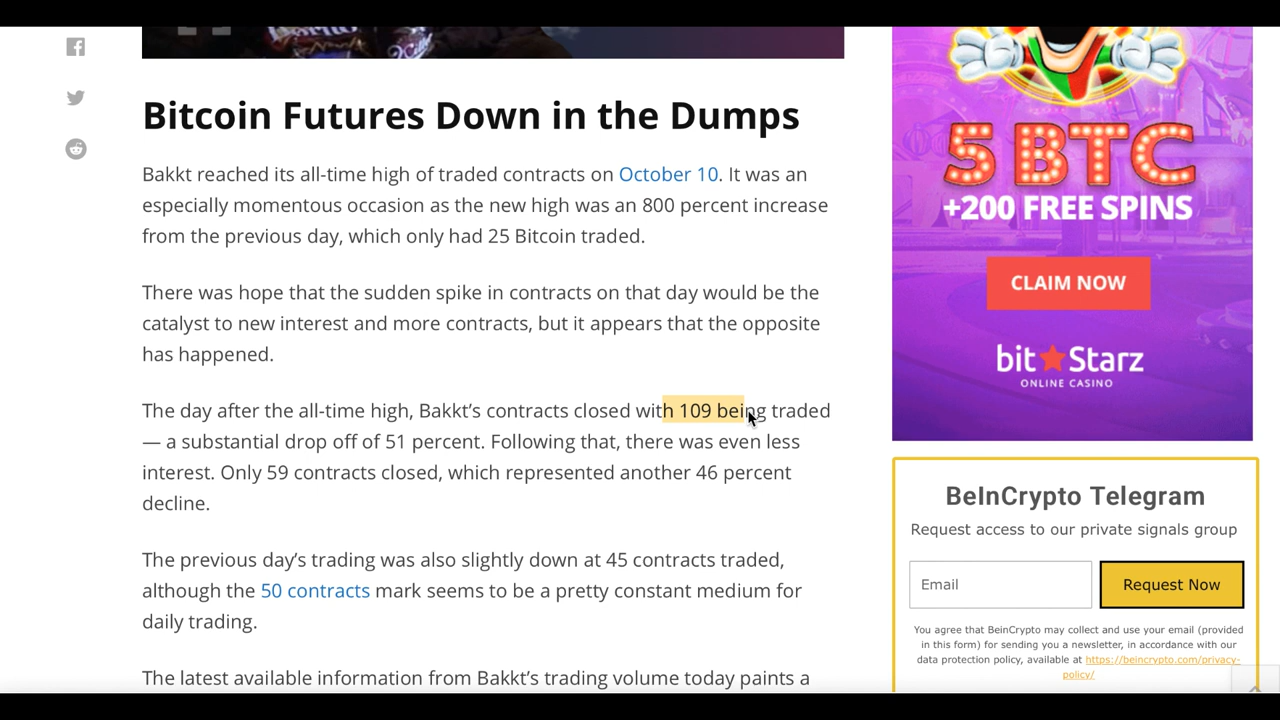 Bitcoin Futures Down in the Dumps
Bakkt reached its all-time high of traded contracts on October 10. It was an
especially momentous occasion as the new high was an 800 percent increase
from the previous day, which only had 25 Bitcoin traded.
There was hope that the sudden spike in contracts on that day would be the
catalyst to new interest and more contracts, but it appears that the opposite
has happened.
The day after the all-time high, Bakkt’s contracts closed with 109 being traded
— a substantial drop off of 51 percent. Following that, there was even less
interest. Only 59 contracts closed, which represented another 46 percent
decline.
The previous day’s trading was also slightly down at 45 contracts traded,
although the 50 contracts mark seems to be a pretty constant medium for
daily trading.
The latest available information from Bakkt’s trading volume today paints a
5 BTC
+200 FREE SPINS
CLAIM NOW
bit Starz
ONLINE CASINO
BeInCrypto Telegram
Request access to our private signals group
Email
Request Now
You agree that BeinCrypto may collect and use your email (provided
in this form) for sending you a newsletter, in accordance with our
data protection policy, available at https://beincrypto.com/privacy-
policy/